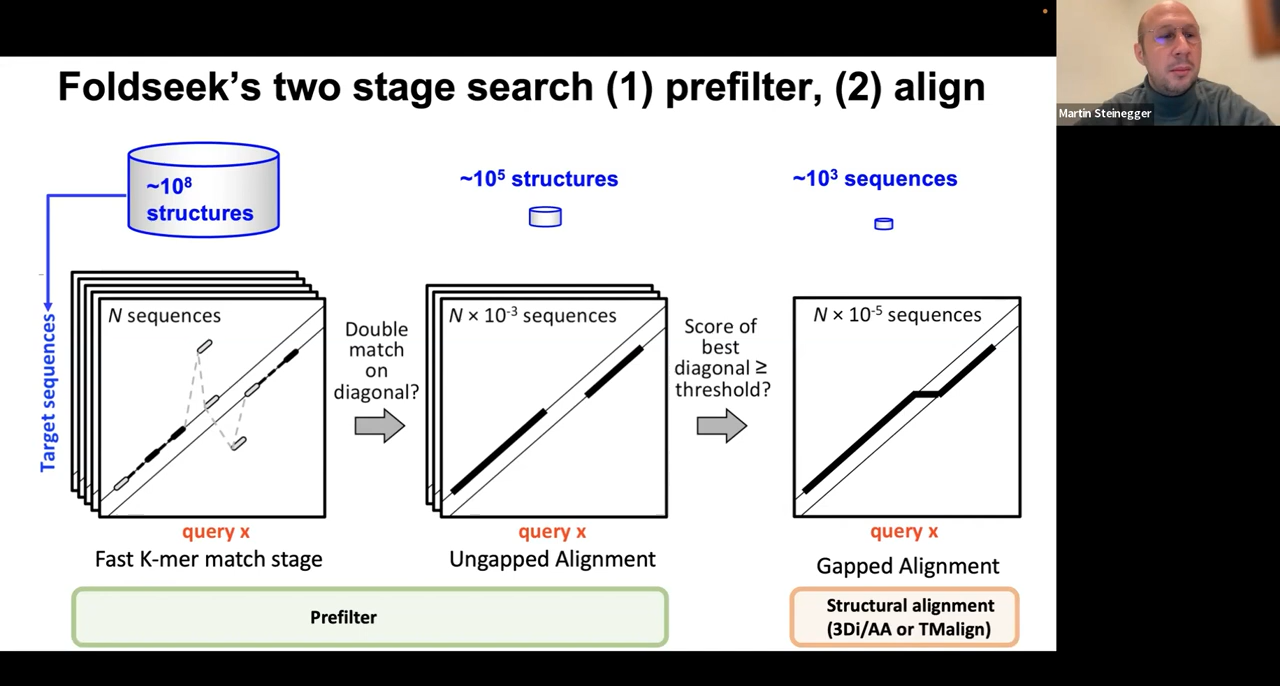 Foldseek's two stage search (1) prefilter, (2) align
Martin Steinegger
~10⁸
structures
~10⁵ structures
~10³ sequences
Target sequences
N sequences
Double
match
on
diagonal?
N × 10⁻³ sequences
Score of
best
diagonal ≥
threshold?
N × 10⁻⁵ sequences
query x
query x
query x
Fast K-mer match stage
Ungapped Alignment
Gapped Alignment
Prefilter
Structural alignment
(3Di/AA or TMalign)